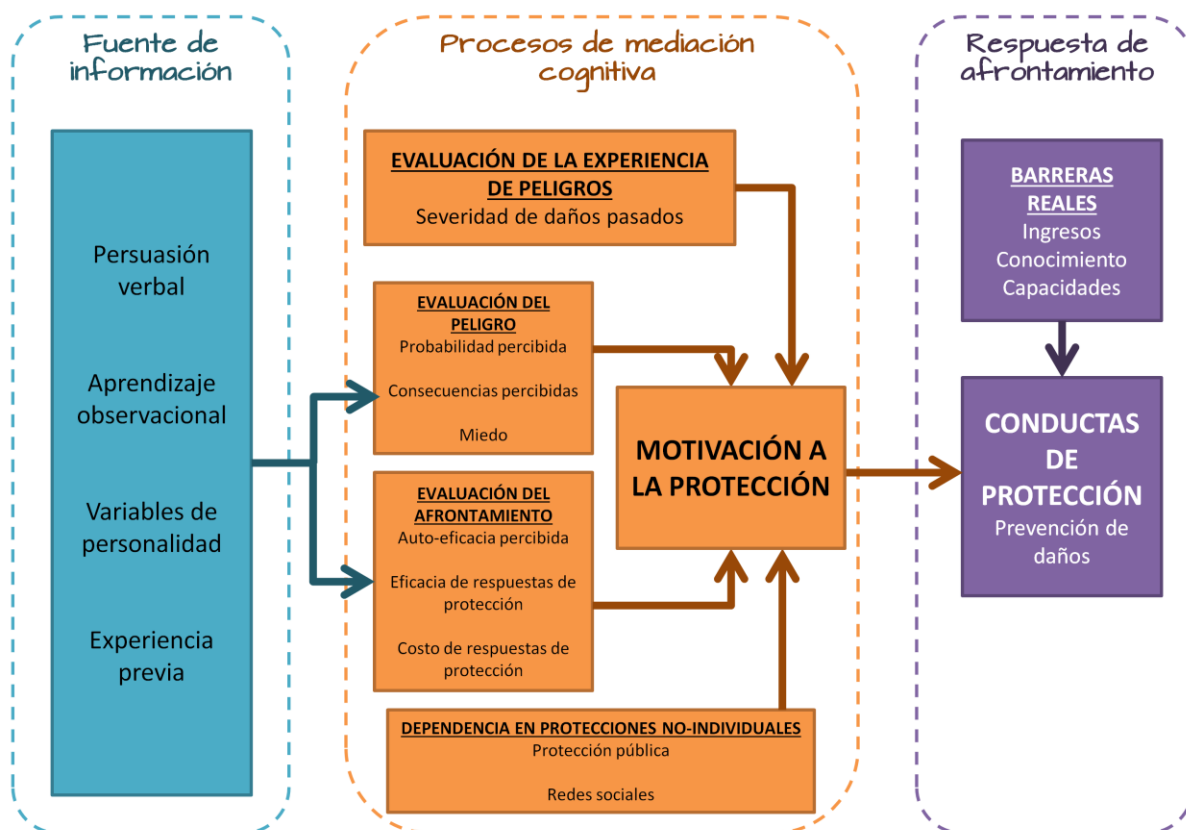 Fuente de
información
Persuasión
verbal
Aprendizaje
observacional
Variables de
personalidad
Experiencia
previa
Procesos de mediación
cognitiva
EVALUACIÓN DE LA EXPERIENCIA
DE PELIGROS
Severidad de daños pasados
EVALUACIÓN DEL
PELIGRO
Probabilidad percibida
Consecuencias percibidas
Miedo
EVALUACIÓN DEL
AFRONTAMIENTO
Auto-eficacia percibida
Eficacia de respuestas de
protección
Costo de respuestas de
protección
DEPENDENCIA EN PROTECCIONES NO-INDIVIDUALES
Protección pública
Redes sociales
MOTIVACIÓN A
LA PROTECCIÓN
Respuesta de
afrontamiento
BARRERAS
REALES
Ingresos
Conocimiento
Capacidades
CONDUCTAS
DE
PROTECCIÓN
Prevención de
daños